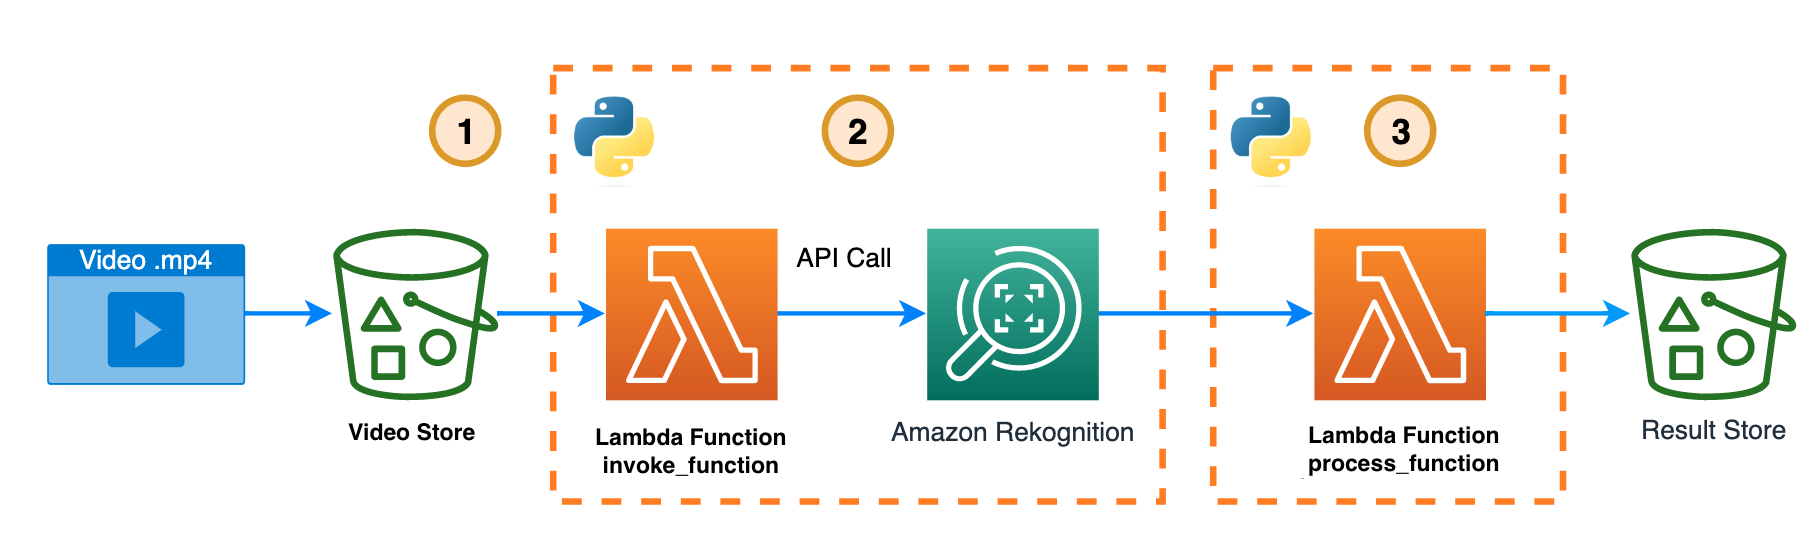 1
2
3
Video .mp4
API Call
Video Store
Lambda Function
invoke_function
Amazon Rekognition
Lambda Function
process_function
Result Store